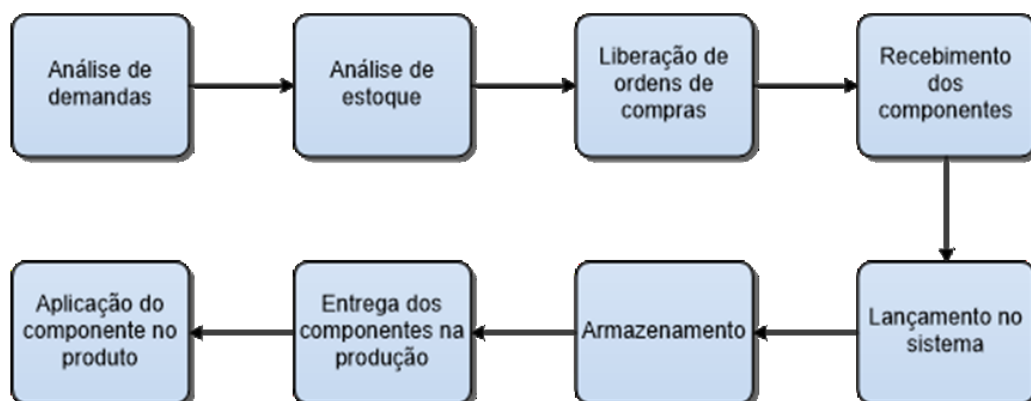 Análise de
demandas
Análise de
estoque
Liberação de
ordens de
compras
Recebimento
dos
componentes
Lançamento no
sistema
Armazenamento
Entrega dos
componentes na
produção
Aplicação do
componente no
produto